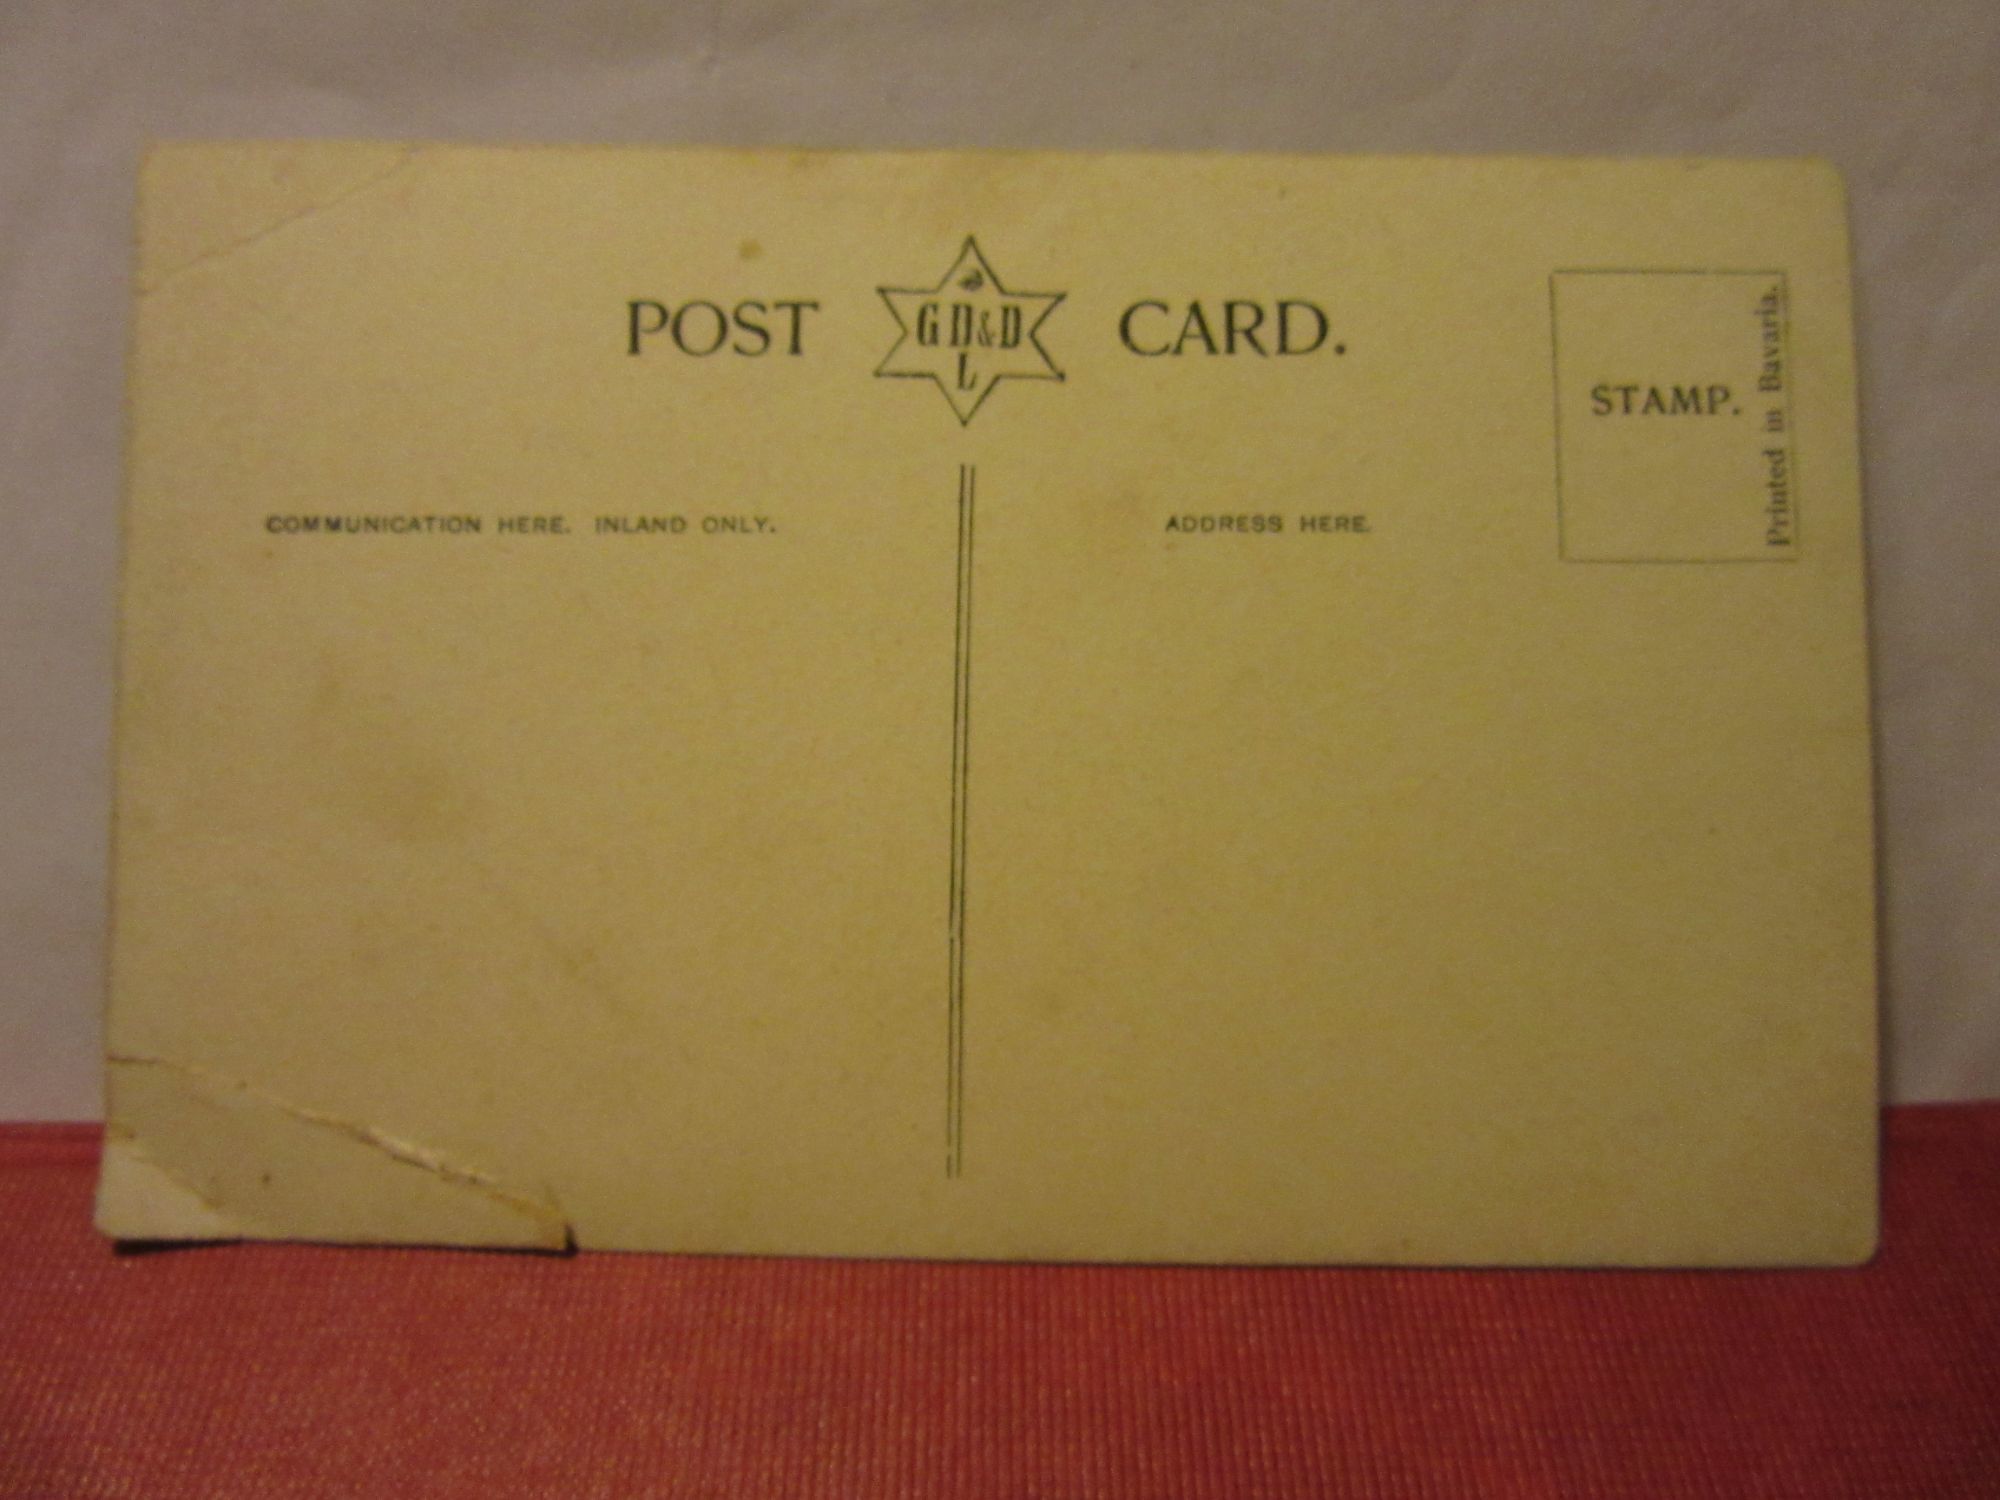 POST CARD.
G D & D
L
STAMP.
Printed in Bavaria.
COMMUNICATION HERE. INLAND ONLY.
ADDRESS HERE.